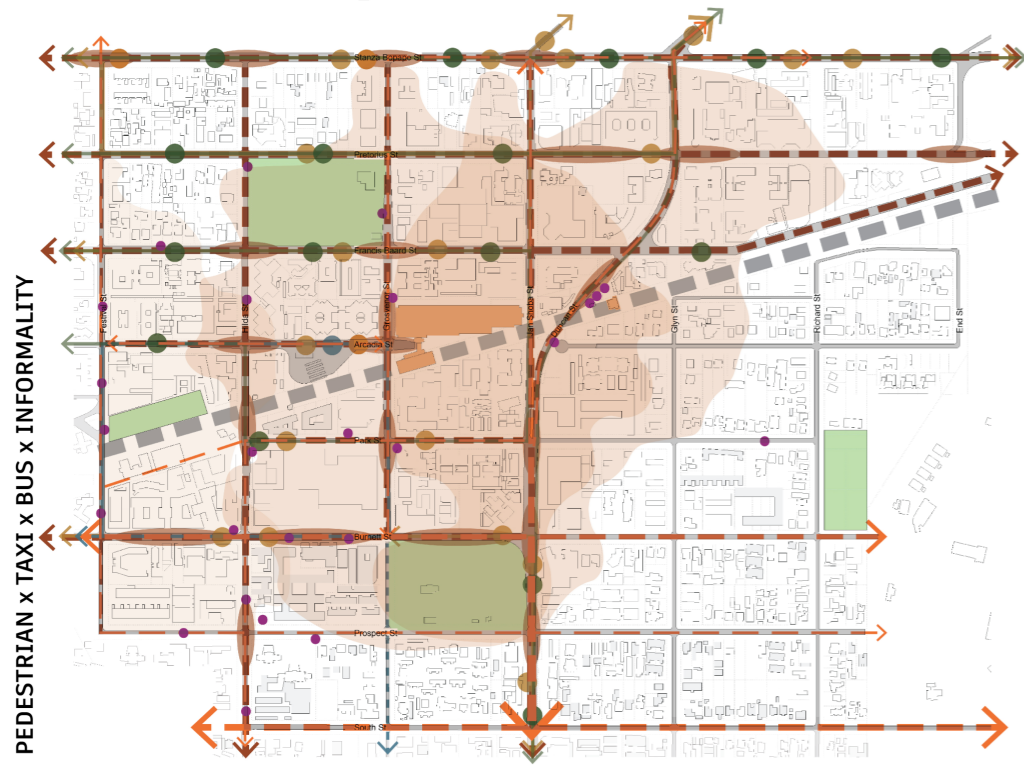 PEDESTRIAN x TAXI x BUS x INFORMALITY
Stanza Bopape St.
Pretorius St
Francis Baard St
Festival St
Hilda St
Grosvenor St
Jan Shoba St
Duncan St
Glyn St
Richard St
End St
Arcadia St
Park St
Burnett St
Prospect St
South St